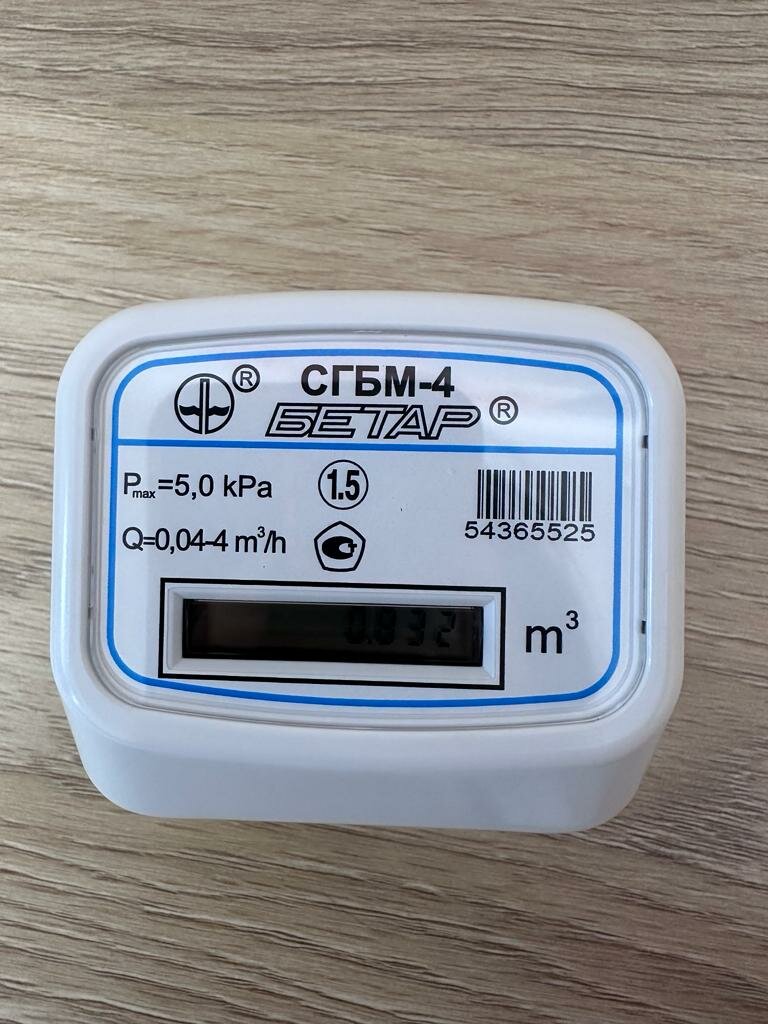 ® СГБМ-4
БЕТАР ®
Pmax=5,0 kPa 1.5
54365525
Q=0,04-4 m³/h
0.032 m³